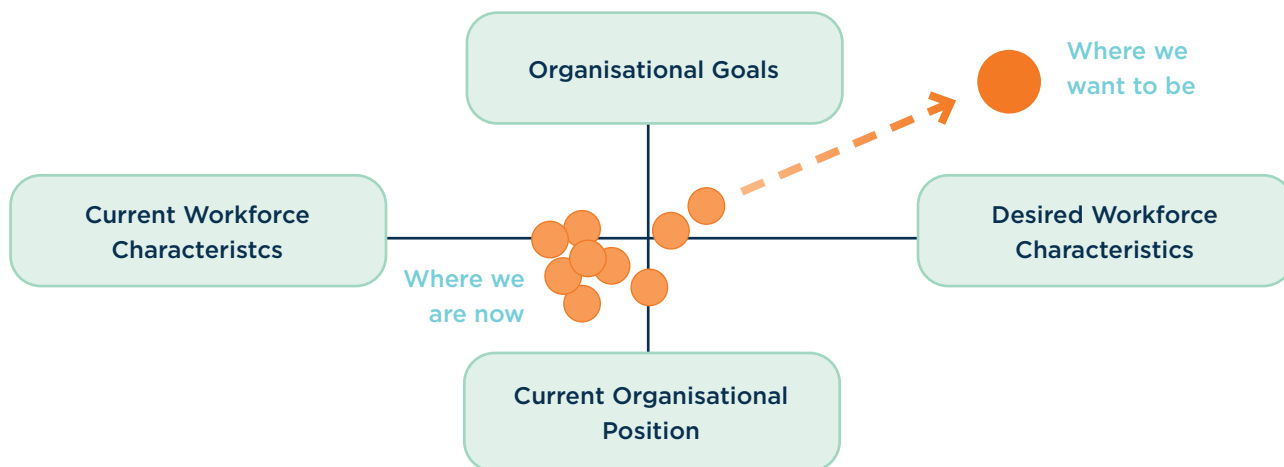 Organisational Goals
Where we
want to be
Current Workforce
Characteristcs
Desired Workforce
Characteristics
Where we
are now
Current Organisational
Position